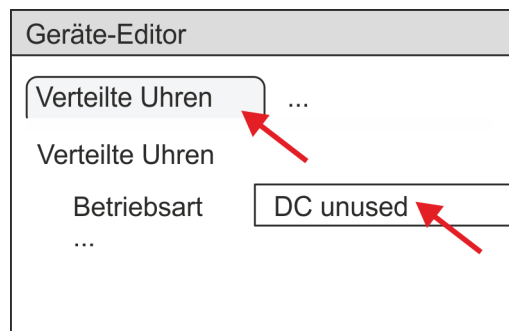 Geräte-Editor
Verteilte Uhren ...
Verteilte Uhren
Betriebsart DC unused
...